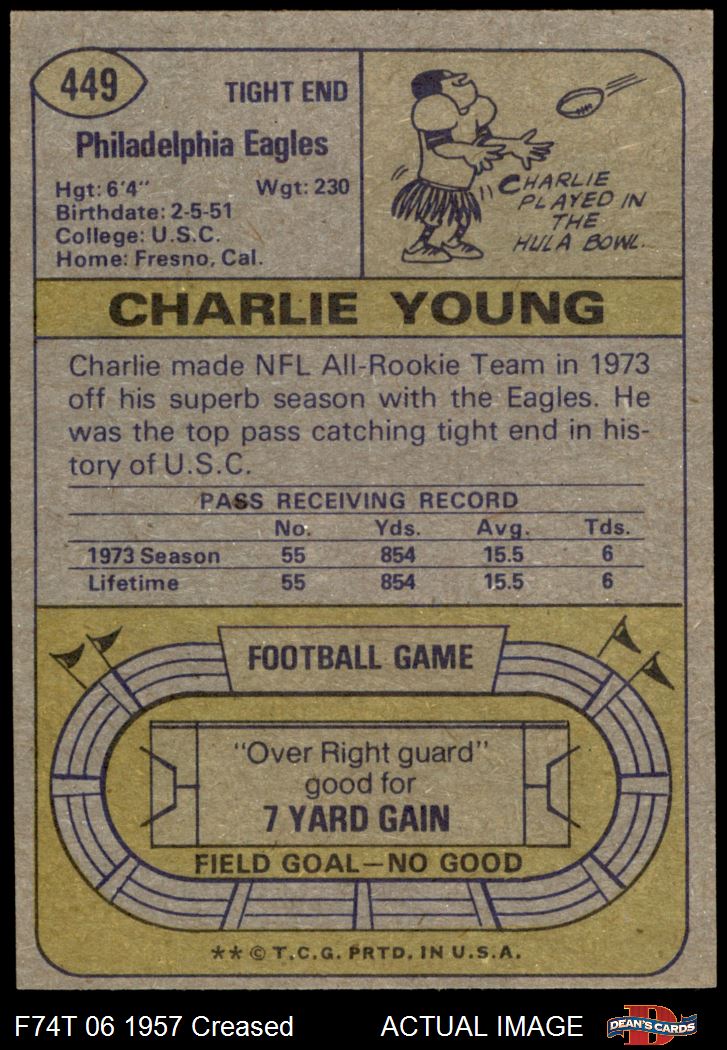 449
TIGHT END
Philadelphia Eagles
Hgt: 6'4" Wgt: 230
Birthdate: 2-5-51
College: U.S.C.
Home: Fresno, Cal.
CHARLIE
PLAYED IN
THE
HULA BOWL.
CHARLIE YOUNG
Charlie made NFL All-Rookie Team in 1973
off his superb season with the Eagles. He
was the top pass catching tight end in his-
tory of U.S.C.
PASS RECEIVING RECORD
No. Yds. Avg. Tds.
1973 Season 55 854 15.5 6
Lifetime 55 854 15.5 6
FOOTBALL GAME
"Over Right guard"
good for
7 YARD GAIN
FIELD GOAL—NO GOOD
** © T.C.G. PRTD. IN U.S.A.
F74T 06 1957 Creased ACTUAL IMAGE
D
DEAN'S CARDS